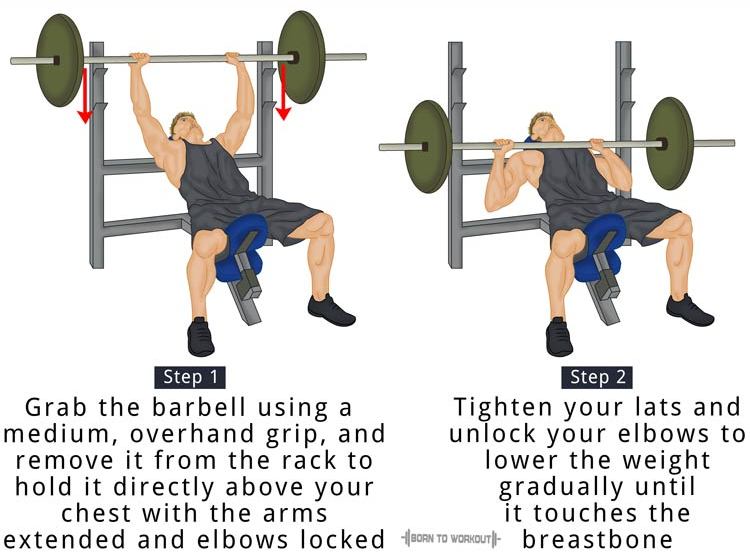 Step 1
Grab the barbell using a
medium, overhand grip, and
remove it from the rack to
hold it directly above your
chest with the arms
extended and elbows locked
Step 2
Tighten your lats and
unlock your elbows to
lower the weight
gradually until
it touches the
breastbone
BORN TO WORKOUT